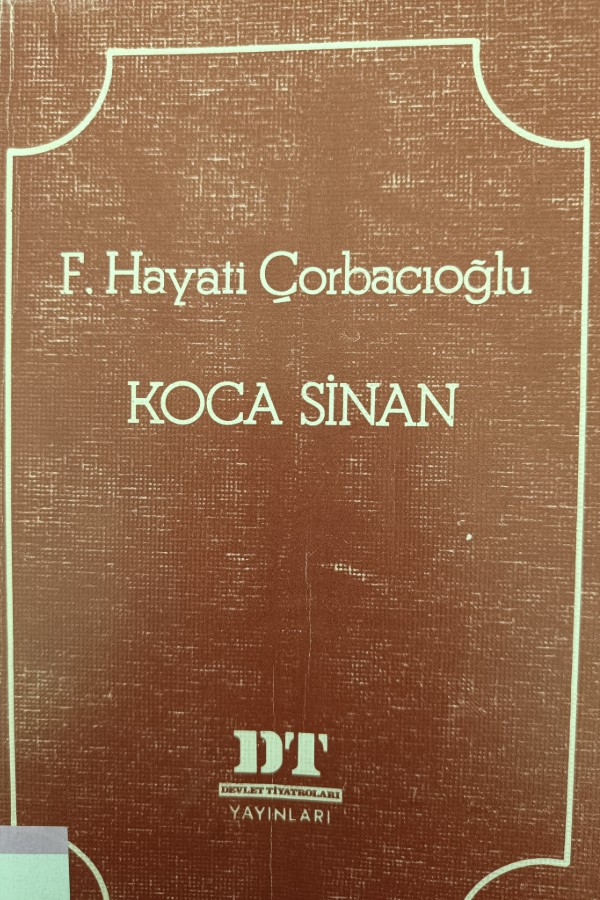 F. Hayati Çorbacıoğlu
KOCA SİNAN
DT
DEVLET TİYATROLARI
YAYINLARI